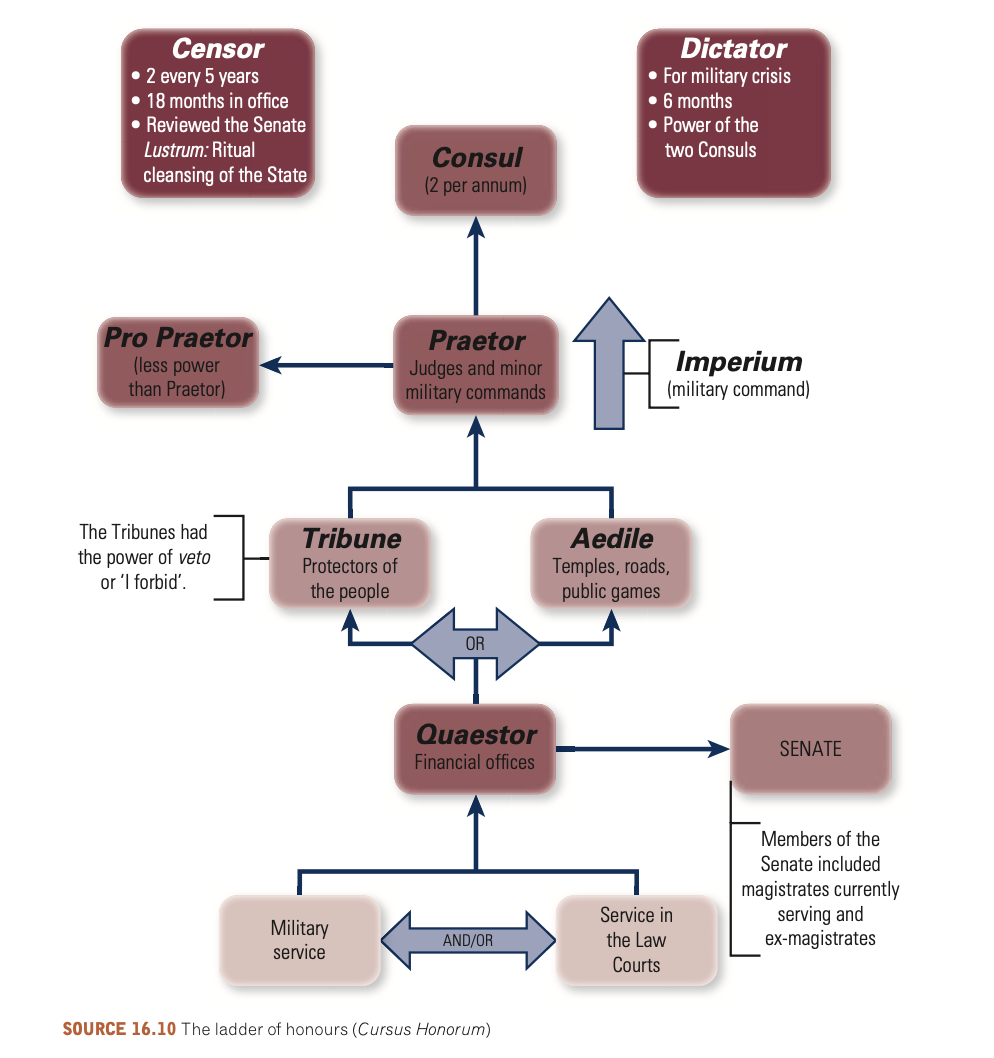 Censor
• 2 every 5 years
• 18 months in office
• Reviewed the Senate
Lustrum: Ritual
cleansing of the State
Dictator
• For military crisis
• 6 months
• Power of the
two Consuls
Consul
(2 per annum)
Pro Praetor
(less power
than Praetor)
Praetor
Judges and minor
military commands
Imperium
(military command)
The Tribunes had
the power of veto
or ‘I forbid’.
Tribune
Protectors of
the people
Aedile
Temples, roads,
public games
OR
Quaestor
Financial offices
SENATE
Members of the
Senate included
magistrates currently
serving and
ex-magistrates
Military
service
AND/OR
Service in
the Law
Courts
SOURCE 16.10 The ladder of honours (Cursus Honorum)